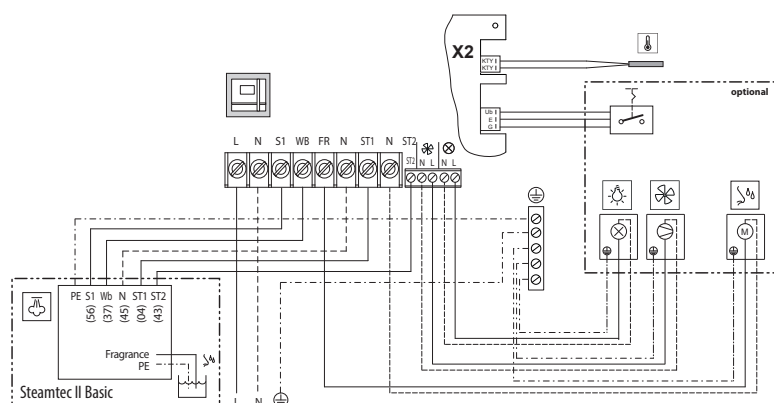 X2
KTY
KTY
optional
Ub
E
G
L N S1 WB FR N ST1 N ST2
ST2 N L N L
PE S1 Wb N ST1 ST2
(56) (37) (45) (04) (43)
M
Fragrance
PE
Steamtec II Basic
L N